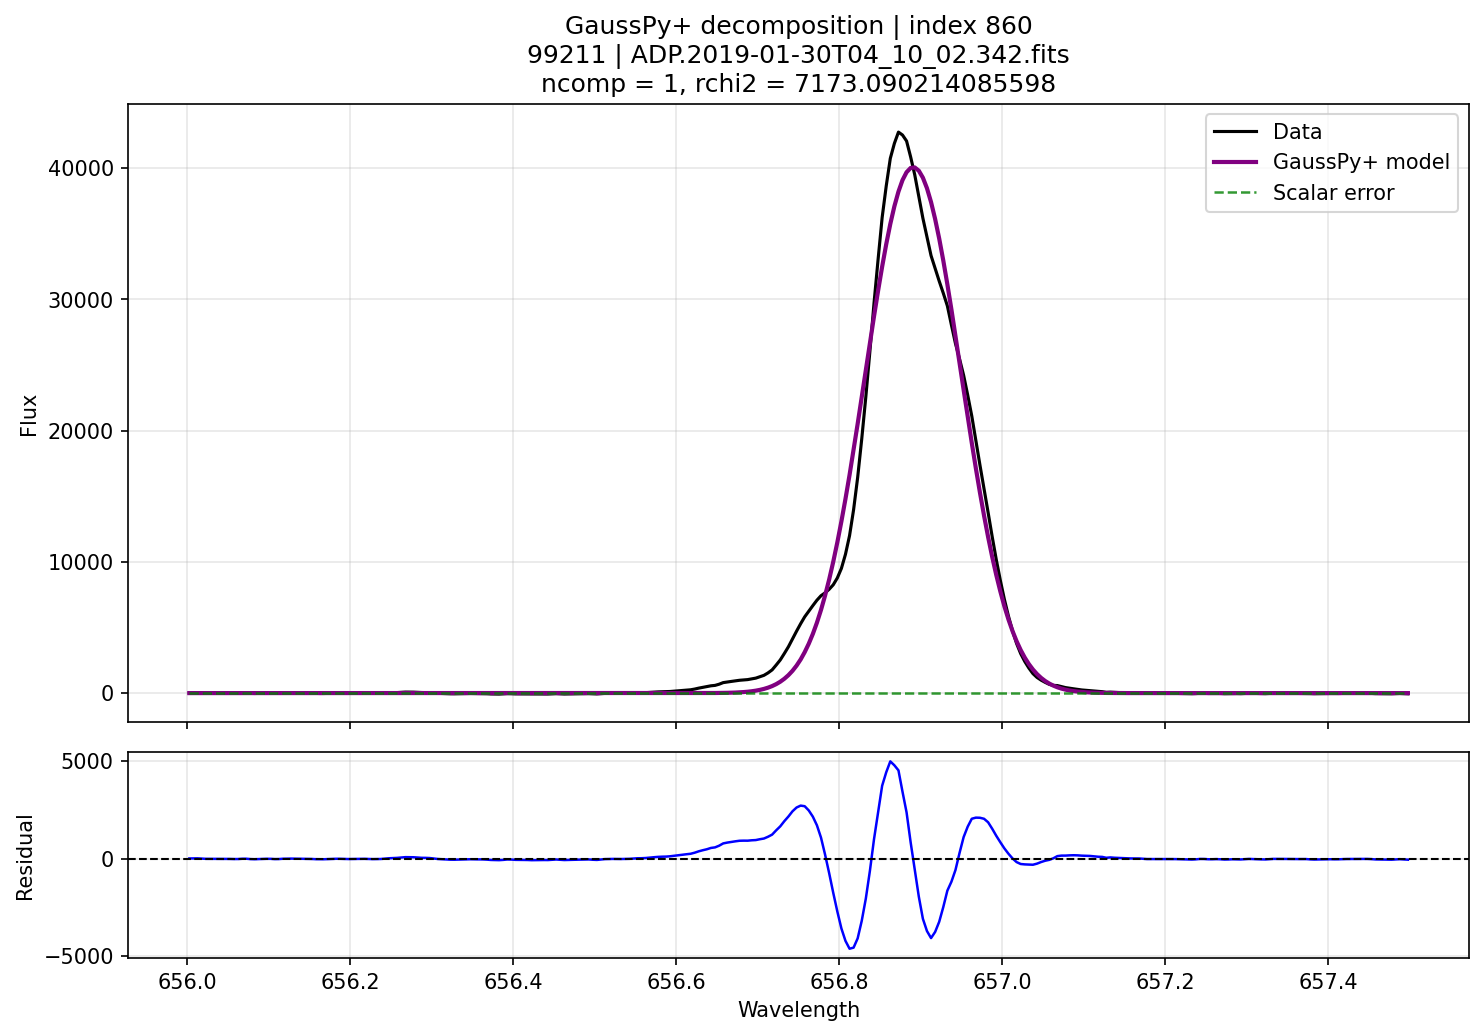 GaussPy+ decomposition | index 860
99211 | ADP.2019-01-30T04_10_02.342.fits
ncomp = 1, rchi2 = 7173.090214085598
Data
GaussPy+ model
Scalar error
40000
30000
20000
10000
0
Flux
5000
0
−5000
Residual
656.0 656.2 656.4 656.6 656.8 657.0 657.2 657.4
Wavelength